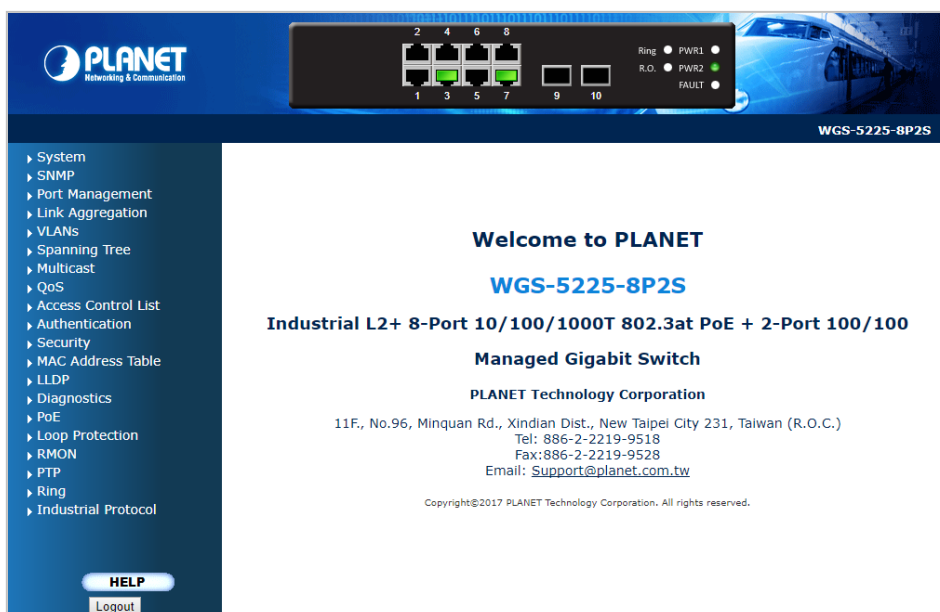 PLANET
Networking & Communication
2 4 6 8
1 3 5 7 9 10
Ring PWR1
R.O. PWR2
FAULT
WGS-5225-8P2S
System
SNMP
Port Management
Link Aggregation
VLANs
Spanning Tree
Multicast
QoS
Access Control List
Authentication
Security
MAC Address Table
LLDP
Diagnostics
PoE
Loop Protection
RMON
PTP
Ring
Industrial Protocol
HELP
Logout
Welcome to PLANET
WGS-5225-8P2S
Industrial L2+ 8-Port 10/100/1000T 802.3at PoE + 2-Port 100/100
Managed Gigabit Switch
PLANET Technology Corporation
11F., No.96, Minquan Rd., Xindian Dist., New Taipei City 231, Taiwan (R.O.C.)
Tel: 886-2-2219-9518
Fax:886-2-2219-9528
Email: Support@planet.com.tw
Copyright©2017 PLANET Technology Corporation. All rights reserved.